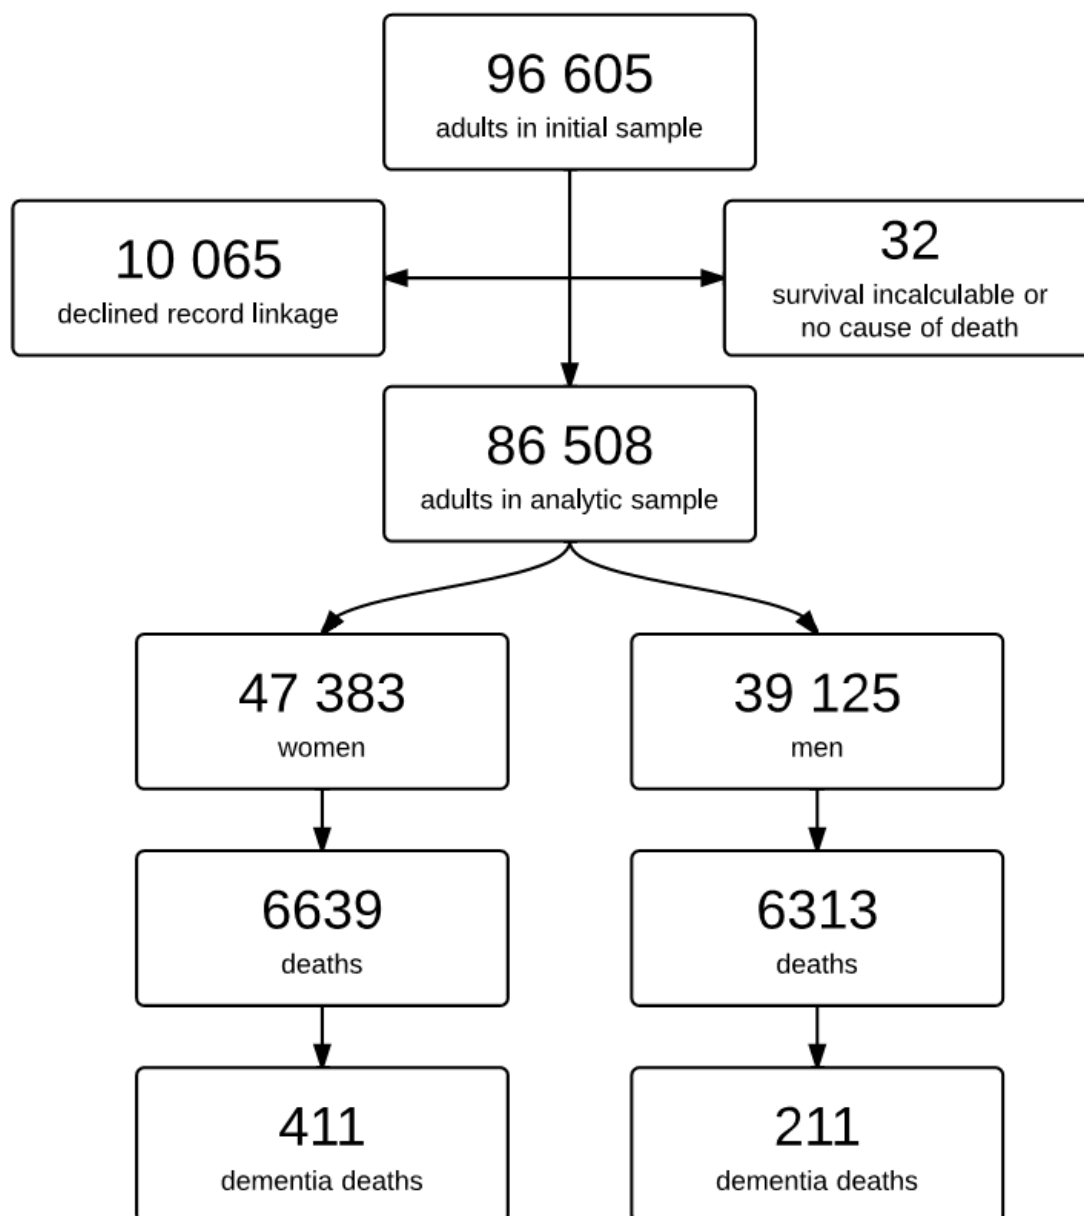 96 605
adults in initial sample
10 065
declined record linkage
32
survival incalculable or
no cause of death
86 508
adults in analytic sample
47 383
women
39 125
men
6639
deaths
6313
deaths
411
dementia deaths
211
dementia deaths